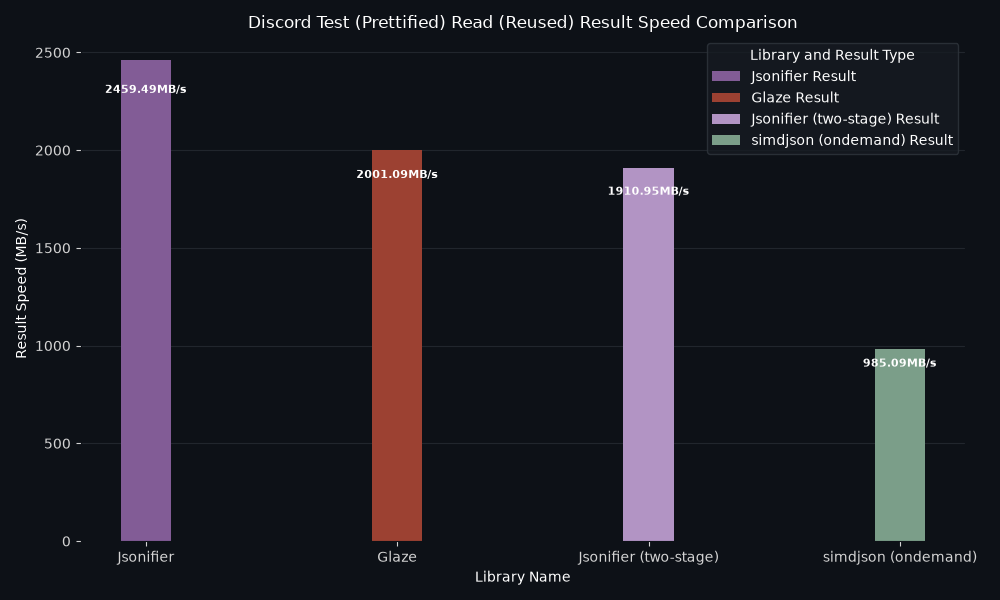 Discord Test (Prettified) Read (Reused) Result Speed Comparison
Library and Result Type
Jsonifier Result
Glaze Result
Jsonifier (two-stage) Result
simdjson (ondemand) Result
2500
2000
1500
1000
500
0
Result Speed (MB/s)
2459.49MB/s
2001.09MB/s
1910.95MB/s
985.09MB/s
Jsonifier
Glaze
Jsonifier (two-stage)
simdjson (ondemand)
Library Name